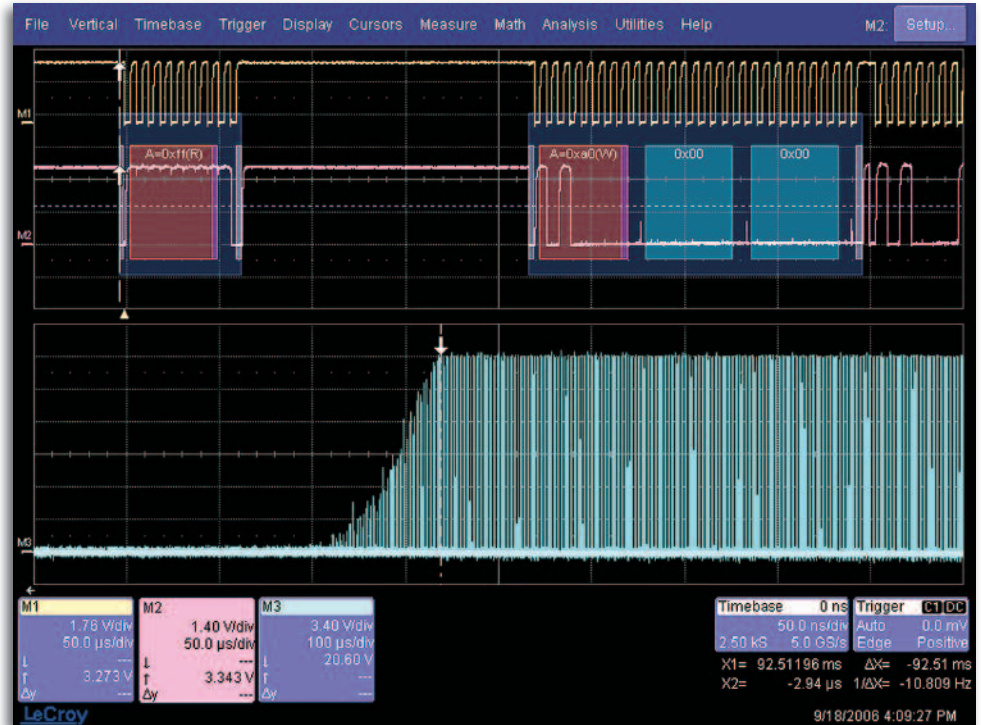 File Vertical Timebase Trigger Display Cursors Measure Math Analysis Utilities Help M2: Setup...
M1
A=0xff(R) A=0xa0(W) 0x00 0x00
M2
M3
M1 M2 M3
1.76 V/div 1.40 V/div 3.40 V/div
50.0 µs/div 50.0 µs/div 100 µs/div
--- --- 20.60 V
3.273 V 3.343 V ---
Δy --- Δy --- Δy ---
Timebase 0 ns Trigger C1 DC
50.0 ns/div Auto 0.0 mV
2.50 kS 5.0 GS/s Edge Positive
X1= 92.51196 ms ΔX= -92.51 ms
X2= -2.94 µs 1/ΔX= -10.809 Hz
LeCroy 9/18/2006 4:09:27 PM